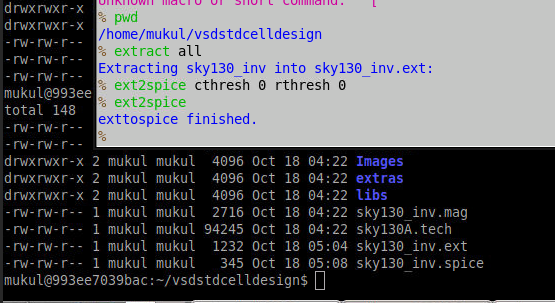 drwxrwxr-x
unknown macro or short command:
drwxrwxr-x
% pwd
-rw-rw-r--
/home/mukul/vsdstdcelldesign
-rw-rw-r--
% extract all
-rw-rw-r--
Extracting sky130_inv into sky130_inv.ext:
-rw-rw-r--
% ext2spice cthresh 0 rthresh 0
mukul@993ee
% ext2spice
total 148
exttospice finished.
-rw-rw-r--
%
-rw-rw-r--
drwxrwxr-x 2 mukul mukul 4096 Oct 18 04:22 Images
drwxrwxr-x 2 mukul mukul 4096 Oct 18 04:22 extras
drwxrwxr-x 2 mukul mukul 4096 Oct 18 04:22 libs
-rw-rw-r-- 1 mukul mukul 2716 Oct 18 04:22 sky130_inv.mag
-rw-rw-r-- 1 mukul mukul 94245 Oct 18 04:22 sky130A.tech
-rw-rw-r-- 1 mukul mukul 1232 Oct 18 05:04 sky130_inv.ext
-rw-rw-r-- 1 mukul mukul 345 Oct 18 05:08 sky130_inv.spice
mukul@993ee7039bac:~/vsdstdcelldesign$